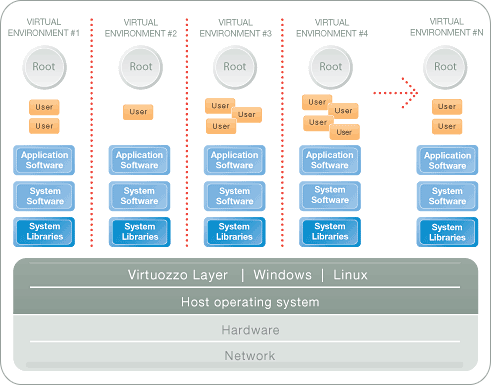 VIRTUAL
ENVIRONMENT #1
Root
User
User
Application
Software
System
Software
System
Libraries
VIRTUAL
ENVIRONMENT #2
Root
User
Application
Software
System
Software
System
Libraries
VIRTUAL
ENVIRONMENT #3
Root
User
User
User
Application
Software
System
Software
System
Libraries
VIRTUAL
ENVIRONMENT #4
Root
User
User
User
User
Application
Software
System
Software
System
Libraries
VIRTUAL
ENVIRONMENT #N
Root
User
User
Application
Software
System
Software
System
Libraries
Virtuozzo Layer | Windows | Linux
Host operating system
Hardware
Network